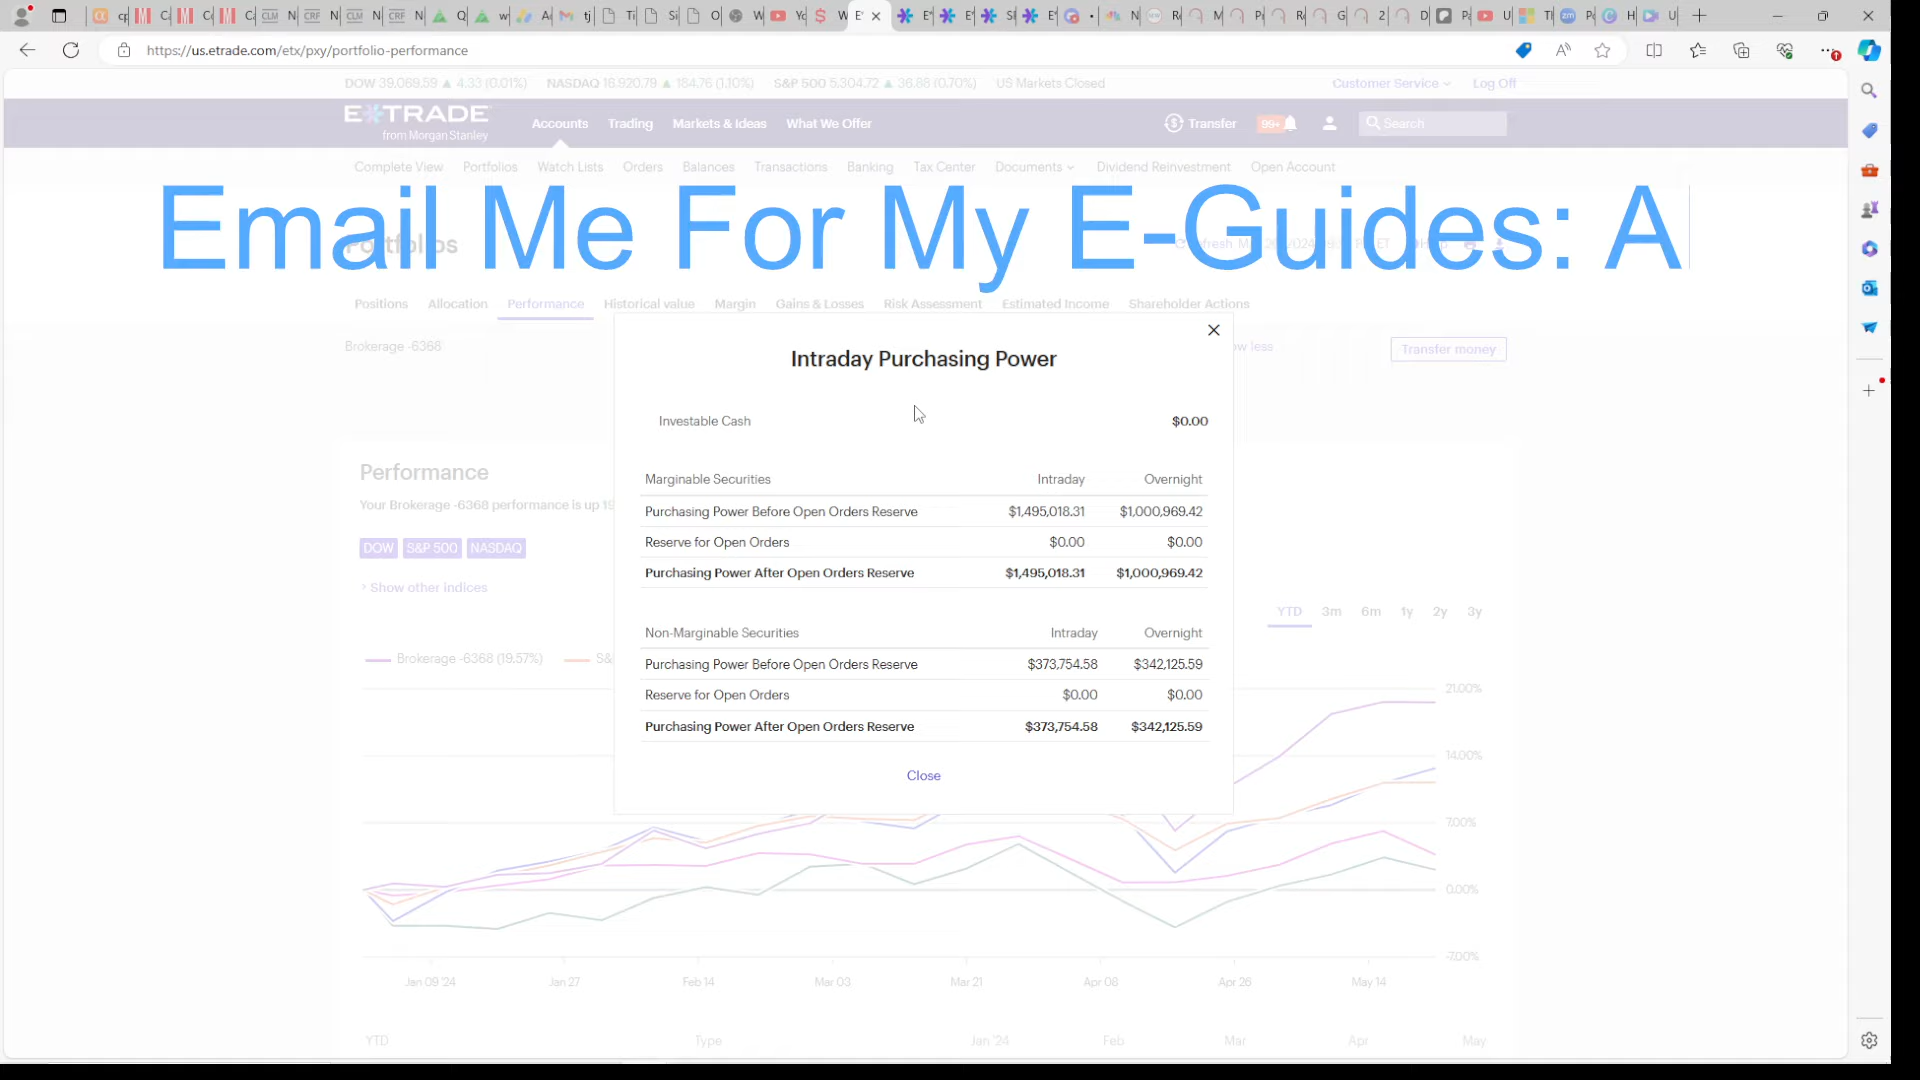 https://us.etrade.com/etx/pxy/portfolio-performance
DOW 39,069.59 ▲ 4.33 (0.01%) NASDAQ 16,920.79 ▲ 184.76 (1.10%) S&P 500 5,304.72 ▲ 36.88 (0.70%) US Markets Closed Customer Service Log Off
E*TRADE
from Morgan Stanley
Accounts Trading Markets & Ideas What We Offer Transfer 99+ Search
Complete View Portfolios Watch Lists Orders Balances Transactions Banking Tax Center Documents Dividend Reinvestment Open Account
Email Me For My E-Guides: A
Portfolios
Positions Allocation Performance Historical value Margin Gains & Losses Risk Assessment Estimated Income Shareholder Actions
Brokerage -6368 less Transfer money
Intraday Purchasing Power
Investable Cash $0.00
Marginable Securities Intraday Overnight
Purchasing Power Before Open Orders Reserve $1,495,018.31 $1,000,969.42
Reserve for Open Orders $0.00 $0.00
Purchasing Power After Open Orders Reserve $1,495,018.31 $1,000,969.42
Non-Marginable Securities Intraday Overnight
Purchasing Power Before Open Orders Reserve $373,754.58 $342,125.59
Reserve for Open Orders $0.00 $0.00
Purchasing Power After Open Orders Reserve $373,754.58 $342,125.59
Close
Performance
Your Brokerage -6368 performance is up
DOW S&P 500 NASDAQ
Show other indices
YTD 3m 6m 1y 2y 3y
Brokerage -6368 (19.57%)
21.00%
14.00%
7.00%
0.00%
-7.00%
Jan 09 '24 Jan 27 Feb 14 Mar 03 Mar 21 Apr 08 Apr 26 May 14
YTD Type Jan '24 Feb Mar Apr May